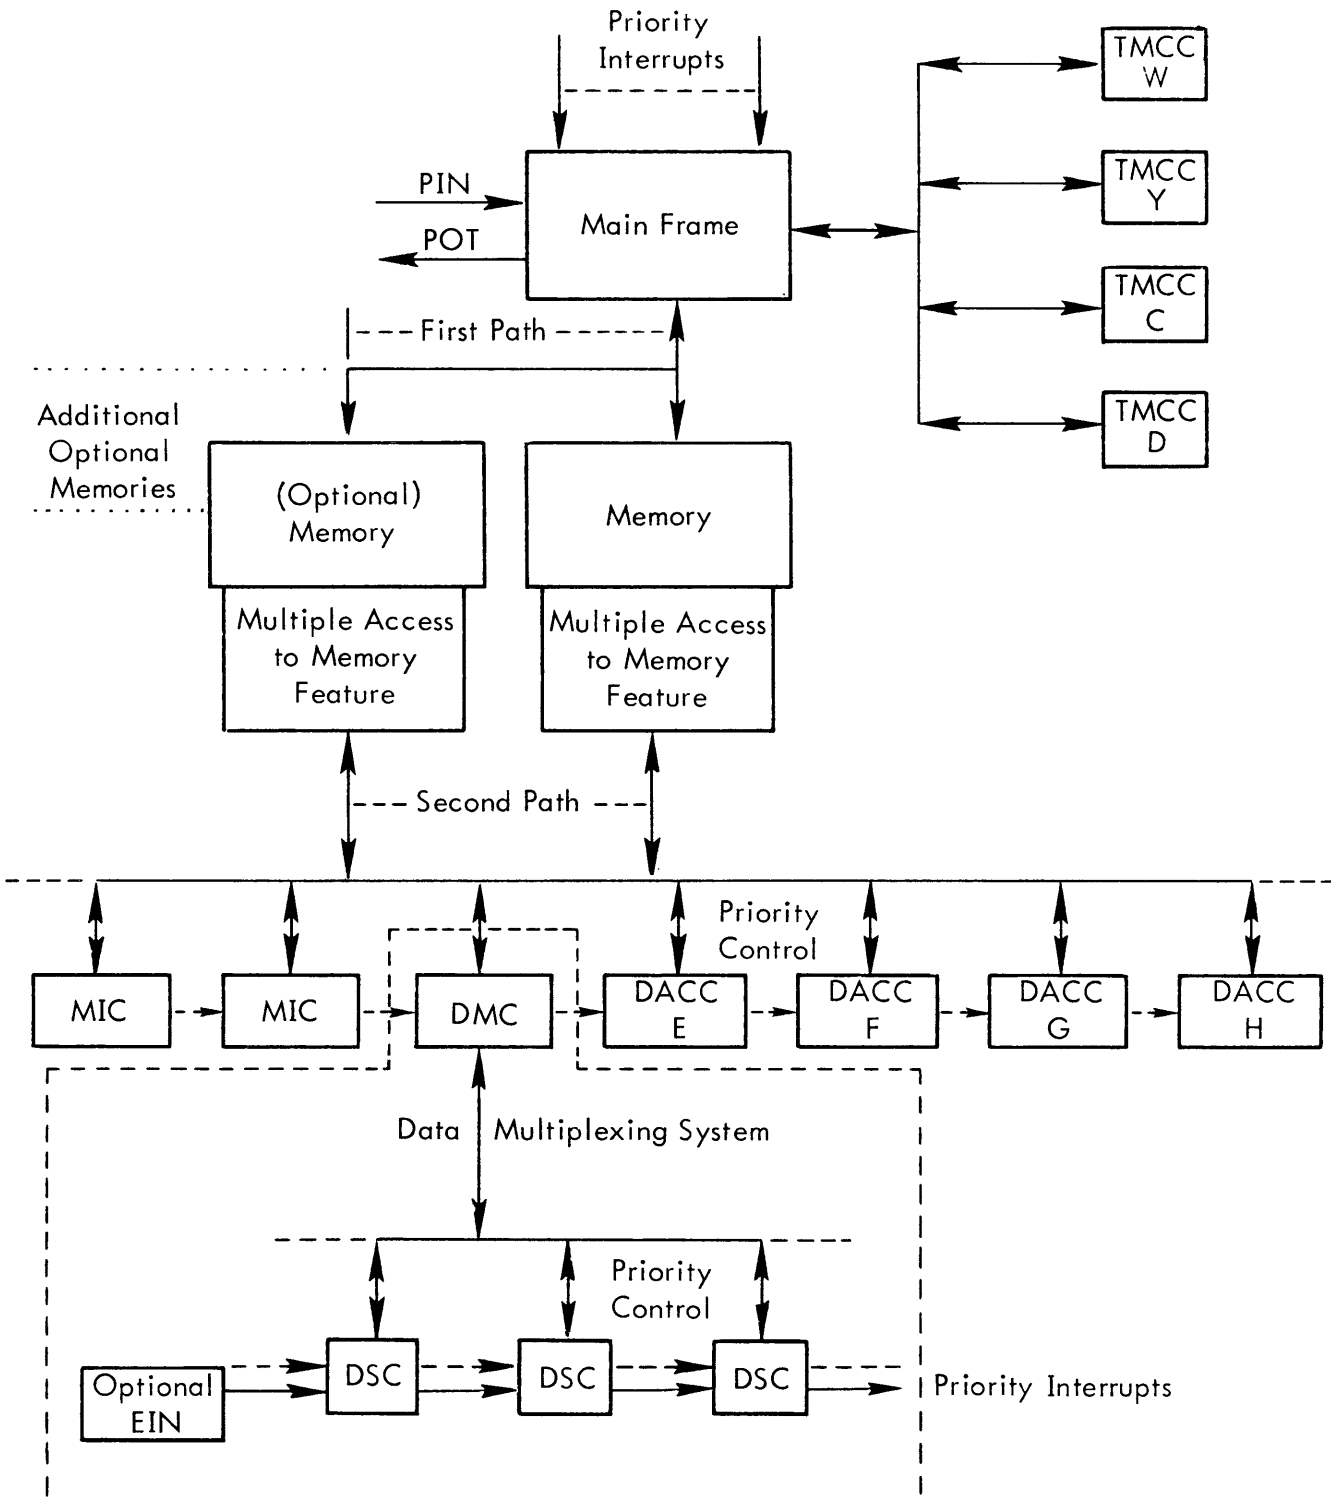 Priority
Interrupts
TMCC
W
TMCC
Y
PIN
Main Frame
POT
TMCC
C
First Path
TMCC
D
Additional
Optional
Memories
(Optional)
Memory
Memory
Multiple Access
to Memory
Feature
Multiple Access
to Memory
Feature
Second Path
Priority
Control
MIC
MIC
DMC
DACC
E
DACC
F
DACC
G
DACC
H
Data Multiplexing System
Priority
Control
Optional
EIN
DSC
DSC
DSC
Priority Interrupts